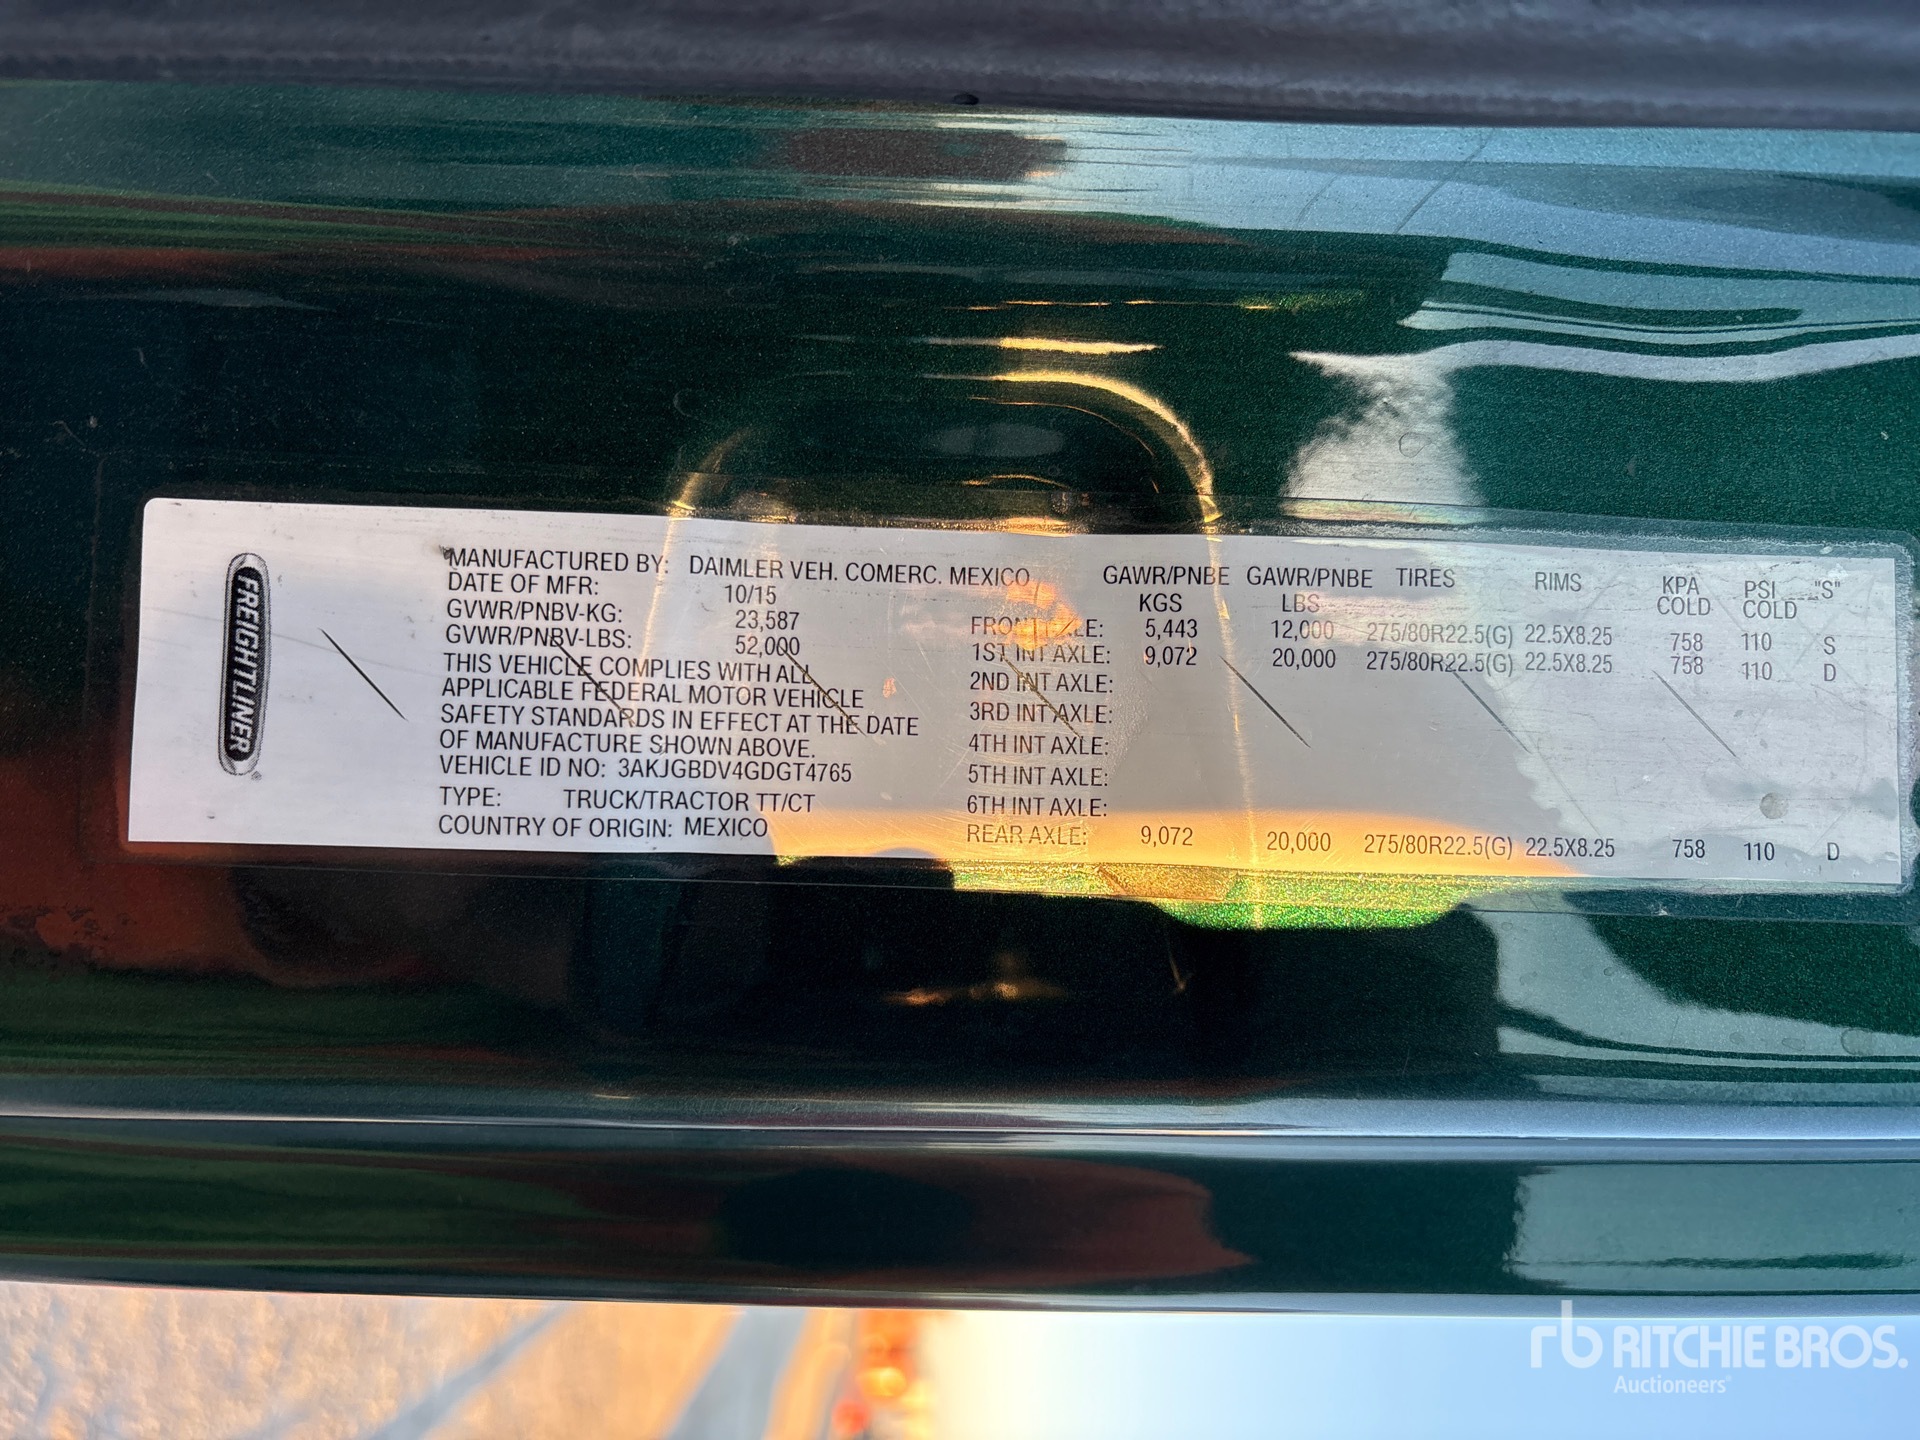 FREIGHTLINER
MANUFACTURED BY: DAIMLER VEH. COMERC. MEXICO
DATE OF MFR: 10/15
GVWR/PNBV-KG: 23,587
GVWR/PNBV-LBS: 52,000
THIS VEHICLE COMPLIES WITH ALL
APPLICABLE FEDERAL MOTOR VEHICLE
SAFETY STANDARDS IN EFFECT AT THE DATE
OF MANUFACTURE SHOWN ABOVE.
VEHICLE ID NO: 3AKJGBDV4GDGT4765
TYPE: TRUCK/TRACTOR TT/CT
COUNTRY OF ORIGIN: MEXICO
GAWR/PNBE GAWR/PNBE TIRES RIMS KPA PSI "S"
KGS LBS COLD COLD
FRONT AXLE: 5,443 12,000 275/80R22.5(G) 22.5X8.25 758 110 S
1ST INT AXLE: 9,072 20,000 275/80R22.5(G) 22.5X8.25 758 110 D
2ND INT AXLE:
3RD INT AXLE:
4TH INT AXLE:
5TH INT AXLE:
6TH INT AXLE:
REAR AXLE: 9,072 20,000 275/80R22.5(G) 22.5X8.25 758 110 D
rb RITCHIE BROS.
Auctioneers